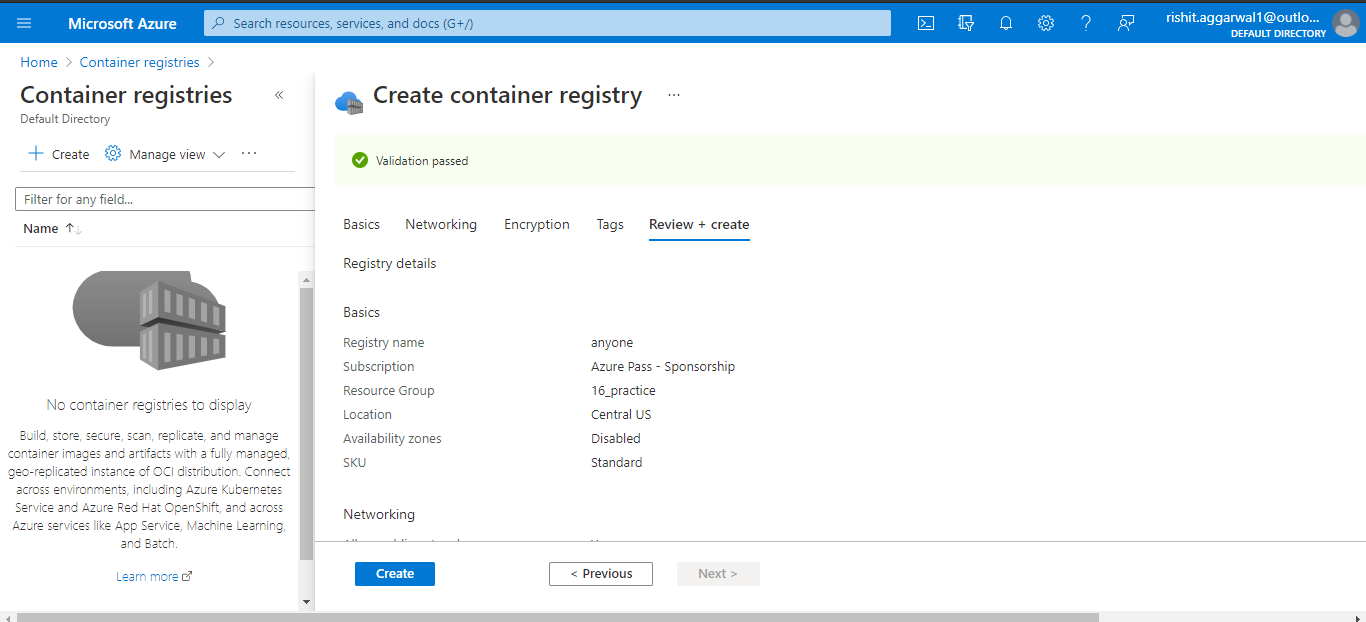 Microsoft Azure
Search resources, services, and docs (G+/)
rishit.aggarwal1@outlo...
DEFAULT DIRECTORY
Home > Container registries >
Container registries
Default Directory
Create
Manage view
Filter for any field...
Name
No container registries to display
Build, store, secure, scan, replicate, and manage
container images and artifacts with a fully managed,
geo-replicated instance of OCI distribution. Connect
across environments, including Azure Kubernetes
Service and Azure Red Hat OpenShift, and across
Azure services like App Service, Machine Learning,
and Batch.
Learn more
Create container registry ...
Validation passed
Basics Networking Encryption Tags Review + create
Registry details
Basics
Registry name anyone
Subscription Azure Pass - Sponsorship
Resource Group 16_practice
Location Central US
Availability zones Disabled
SKU Standard
Networking
Create < Previous Next >